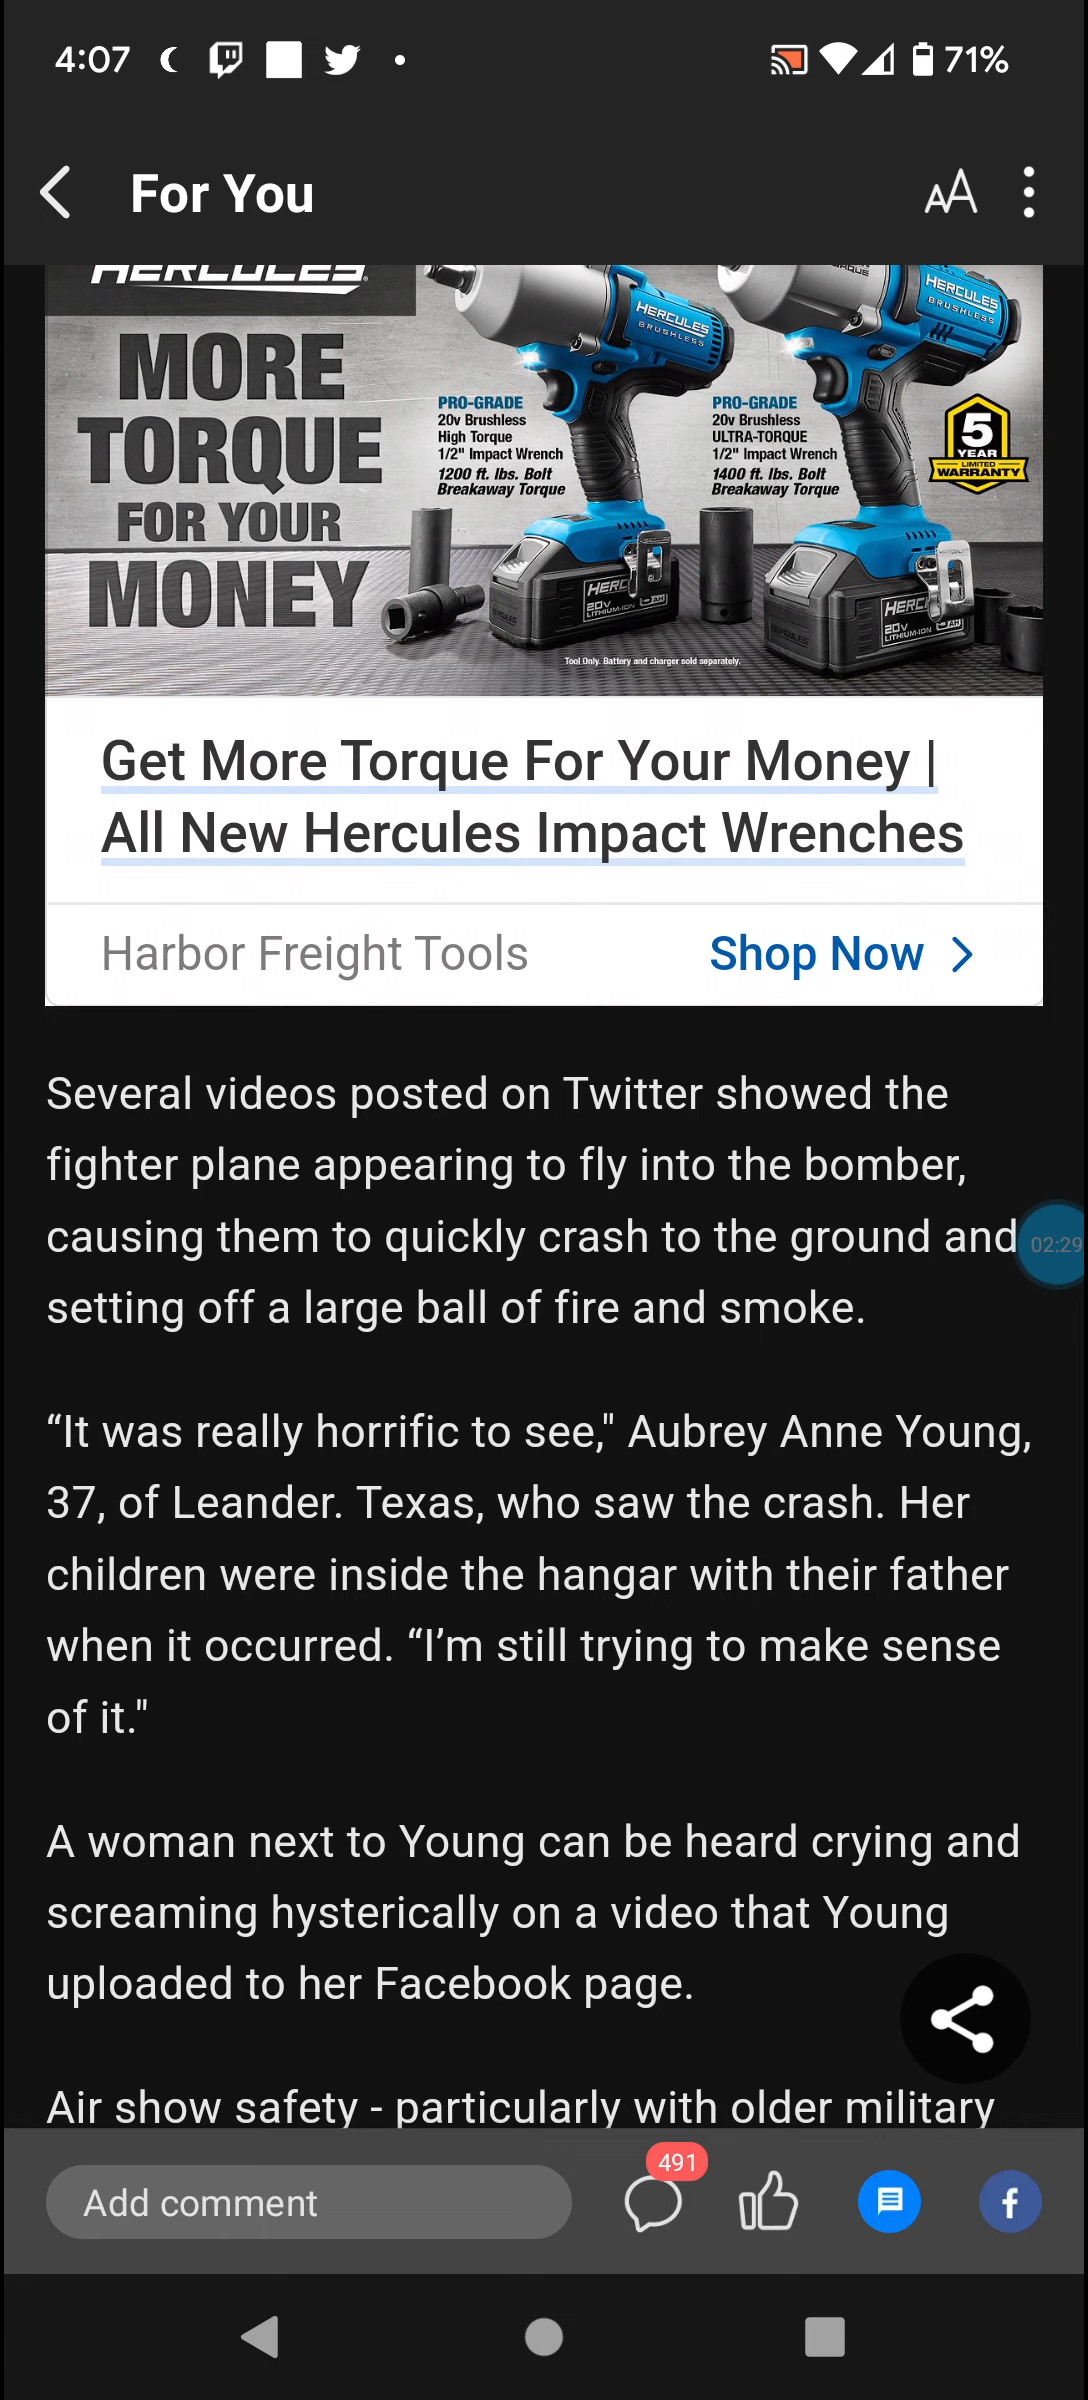 4:07
71%
For You
HERCULES
MORE
TORQUE
FOR YOUR
MONEY
HERCULES
BRUSHLESS
PRO-GRADE
20v Brushless
High Torque
1/2" Impact Wrench
1200 ft. lbs. Bolt
Breakaway Torque
HERCULES
BRUSHLESS
PRO-GRADE
20v Brushless
ULTRA-TORQUE
1/2" Impact Wrench
1400 ft. lbs. Bolt
Breakaway Torque
5
YEAR
LIMITED
WARRANTY
HERC
20V
LITHIUM-ION
HERC
20V
LITHIUM-ION
Tool Only. Battery and charger sold separately.
Get More Torque For Your Money |
All New Hercules Impact Wrenches
Harbor Freight Tools
Shop Now
Several videos posted on Twitter showed the
fighter plane appearing to fly into the bomber,
causing them to quickly crash to the ground and
02:29
setting off a large ball of fire and smoke.
“It was really horrific to see," Aubrey Anne Young,
37, of Leander. Texas, who saw the crash. Her
children were inside the hangar with their father
when it occurred. “I’m still trying to make sense
of it."
A woman next to Young can be heard crying and
screaming hysterically on a video that Young
uploaded to her Facebook page.
Air show safety - particularly with older military
Add comment
491